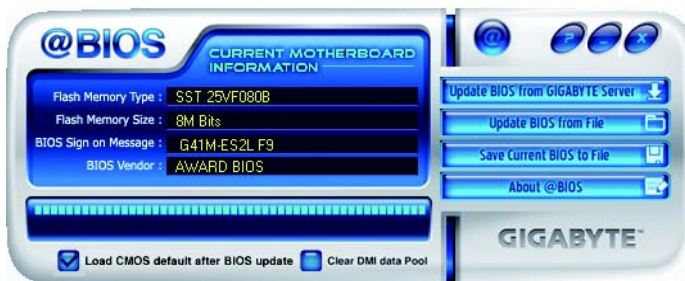 @BIOS
CURRENT MOTHERBOARD
INFORMATION
Flash Memory Type : SST 25VF080B
Flash Memory Size : 8M Bits
BIOS Sign on Message : G41M-ES2L F9
BIOS Vendor : AWARD BIOS
Load CMOS default after BIOS update
Clear DMI data Pool
@
? _ X
Update BIOS from GIGABYTE Server
Update BIOS from File
Save Current BIOS to File
About @BIOS
GIGABYTE™